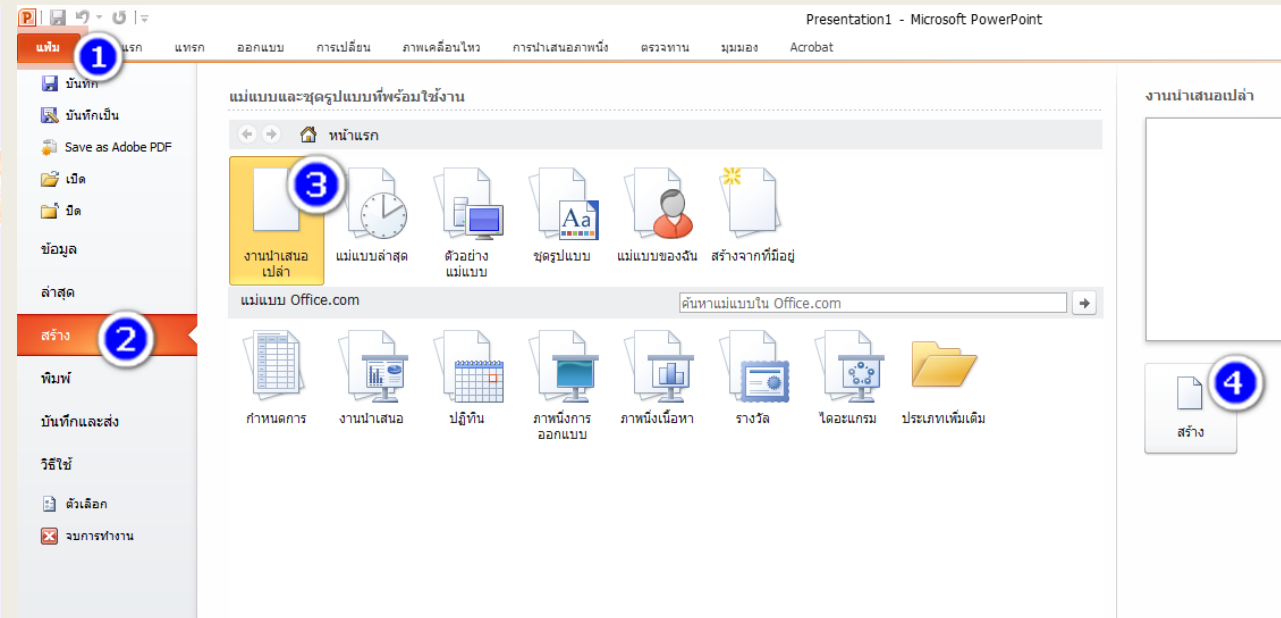 Presentation1 - Microsoft PowerPoint
แฟ้ม 1 แรก แทรก ออกแบบ การเปลี่ยน ภาพเคลื่อนไหว การนำเสนอภาพนิ่ง ตรวจทาน มุมมอง Acrobat
บันทึก
บันทึกเป็น
Save as Adobe PDF
เปิด
ปิด
ข้อมูล
ล่าสุด
สร้าง 2
พิมพ์
บันทึกและส่ง
วิธีใช้
ตัวเลือก
จบการทำงาน
แม่แบบและชุดรูปแบบที่พร้อมใช้งาน
หน้าแรก
3
งานนำเสนอ
เปล่า
แม่แบบล่าสุด
ตัวอย่าง
แม่แบบ
Aa
ชุดรูปแบบ
แม่แบบของฉัน
สร้างจากที่มีอยู่
แม่แบบ Office.com
ค้นหาแม่แบบใน Office.com
กำหนดการ
งานนำเสนอ
ปฏิทิน
ภาพนิ่งการ
ออกแบบ
ภาพนิ่งเนื้อหา
รางวัล
ไดอะแกรม
ประเภทเพิ่มเติม
งานนำเสนอเปล่า
4
สร้าง